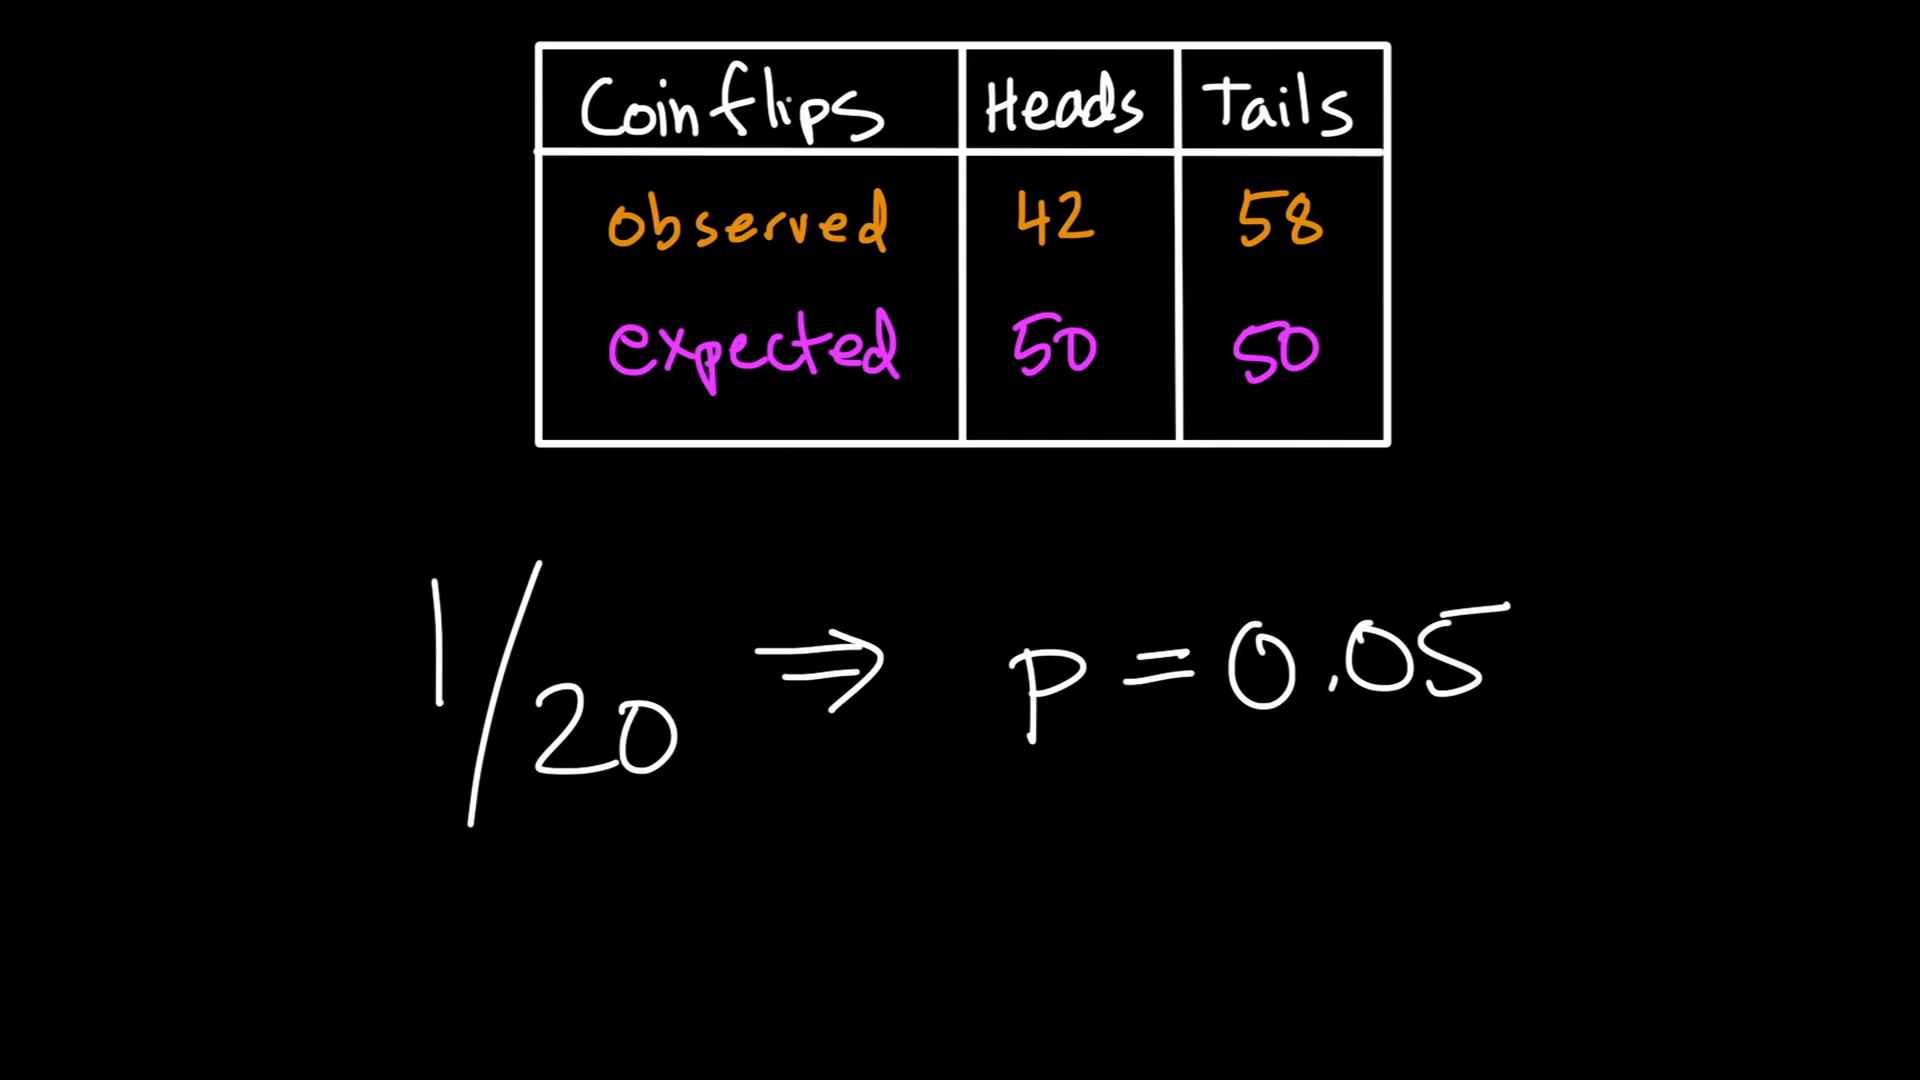 Coin flips Heads Tails
observed 42 58
expected 50 50
1/20 ⇒ p = 0.05